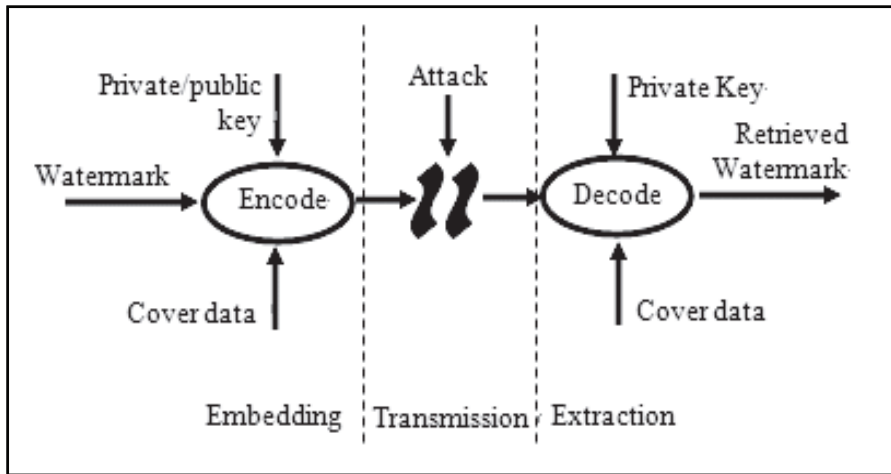 Private/public
key
Attack
Private Key
Retrieved
Watermark
Watermark
Encode
Decode
Cover data
Cover data
Embedding
Transmission
Extraction